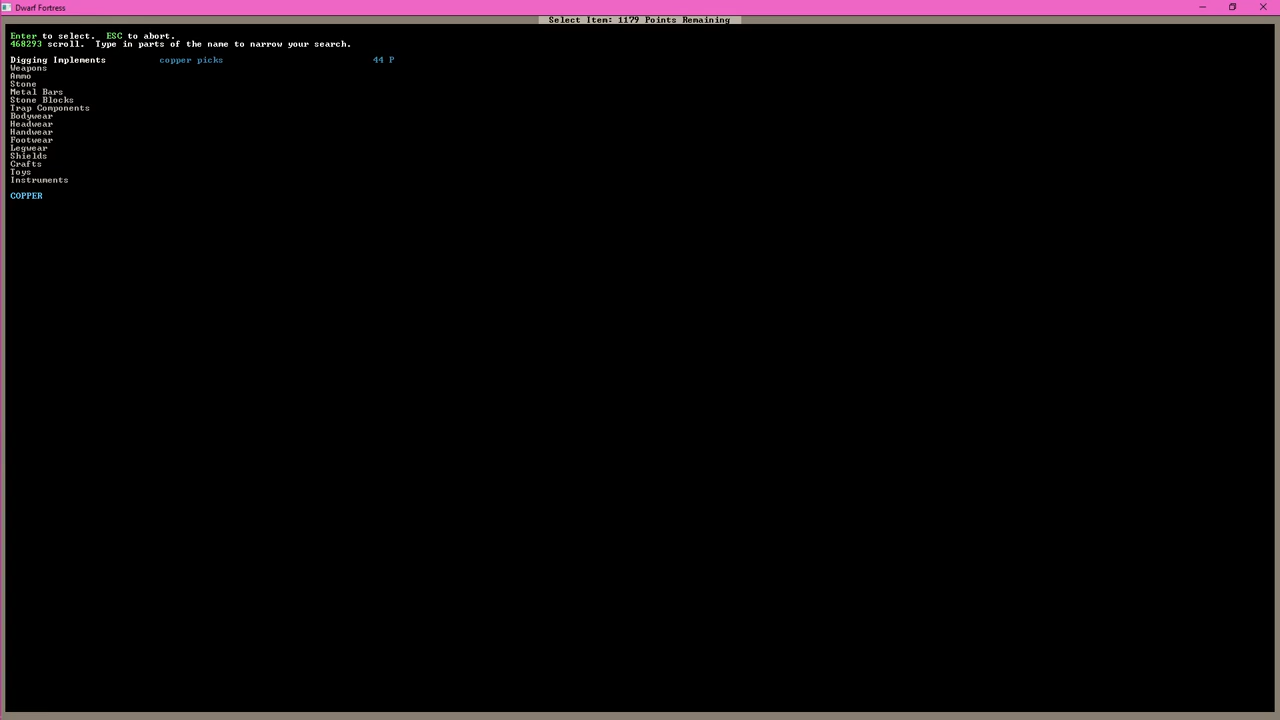 Dwarf Fortress
Select Item: 1179 Points Remaining
Enter to select.  ESC to abort.
468293 scroll.  Type in parts of the name to narrow your search.
Digging Implements copper picks 44 P
Weapons
Ammo
Stone
Metal Bars
Stone Blocks
Trap Components
Bodywear
Headwear
Handwear
Footwear
Legwear
Shields
Crafts
Toys
Instruments
COPPER